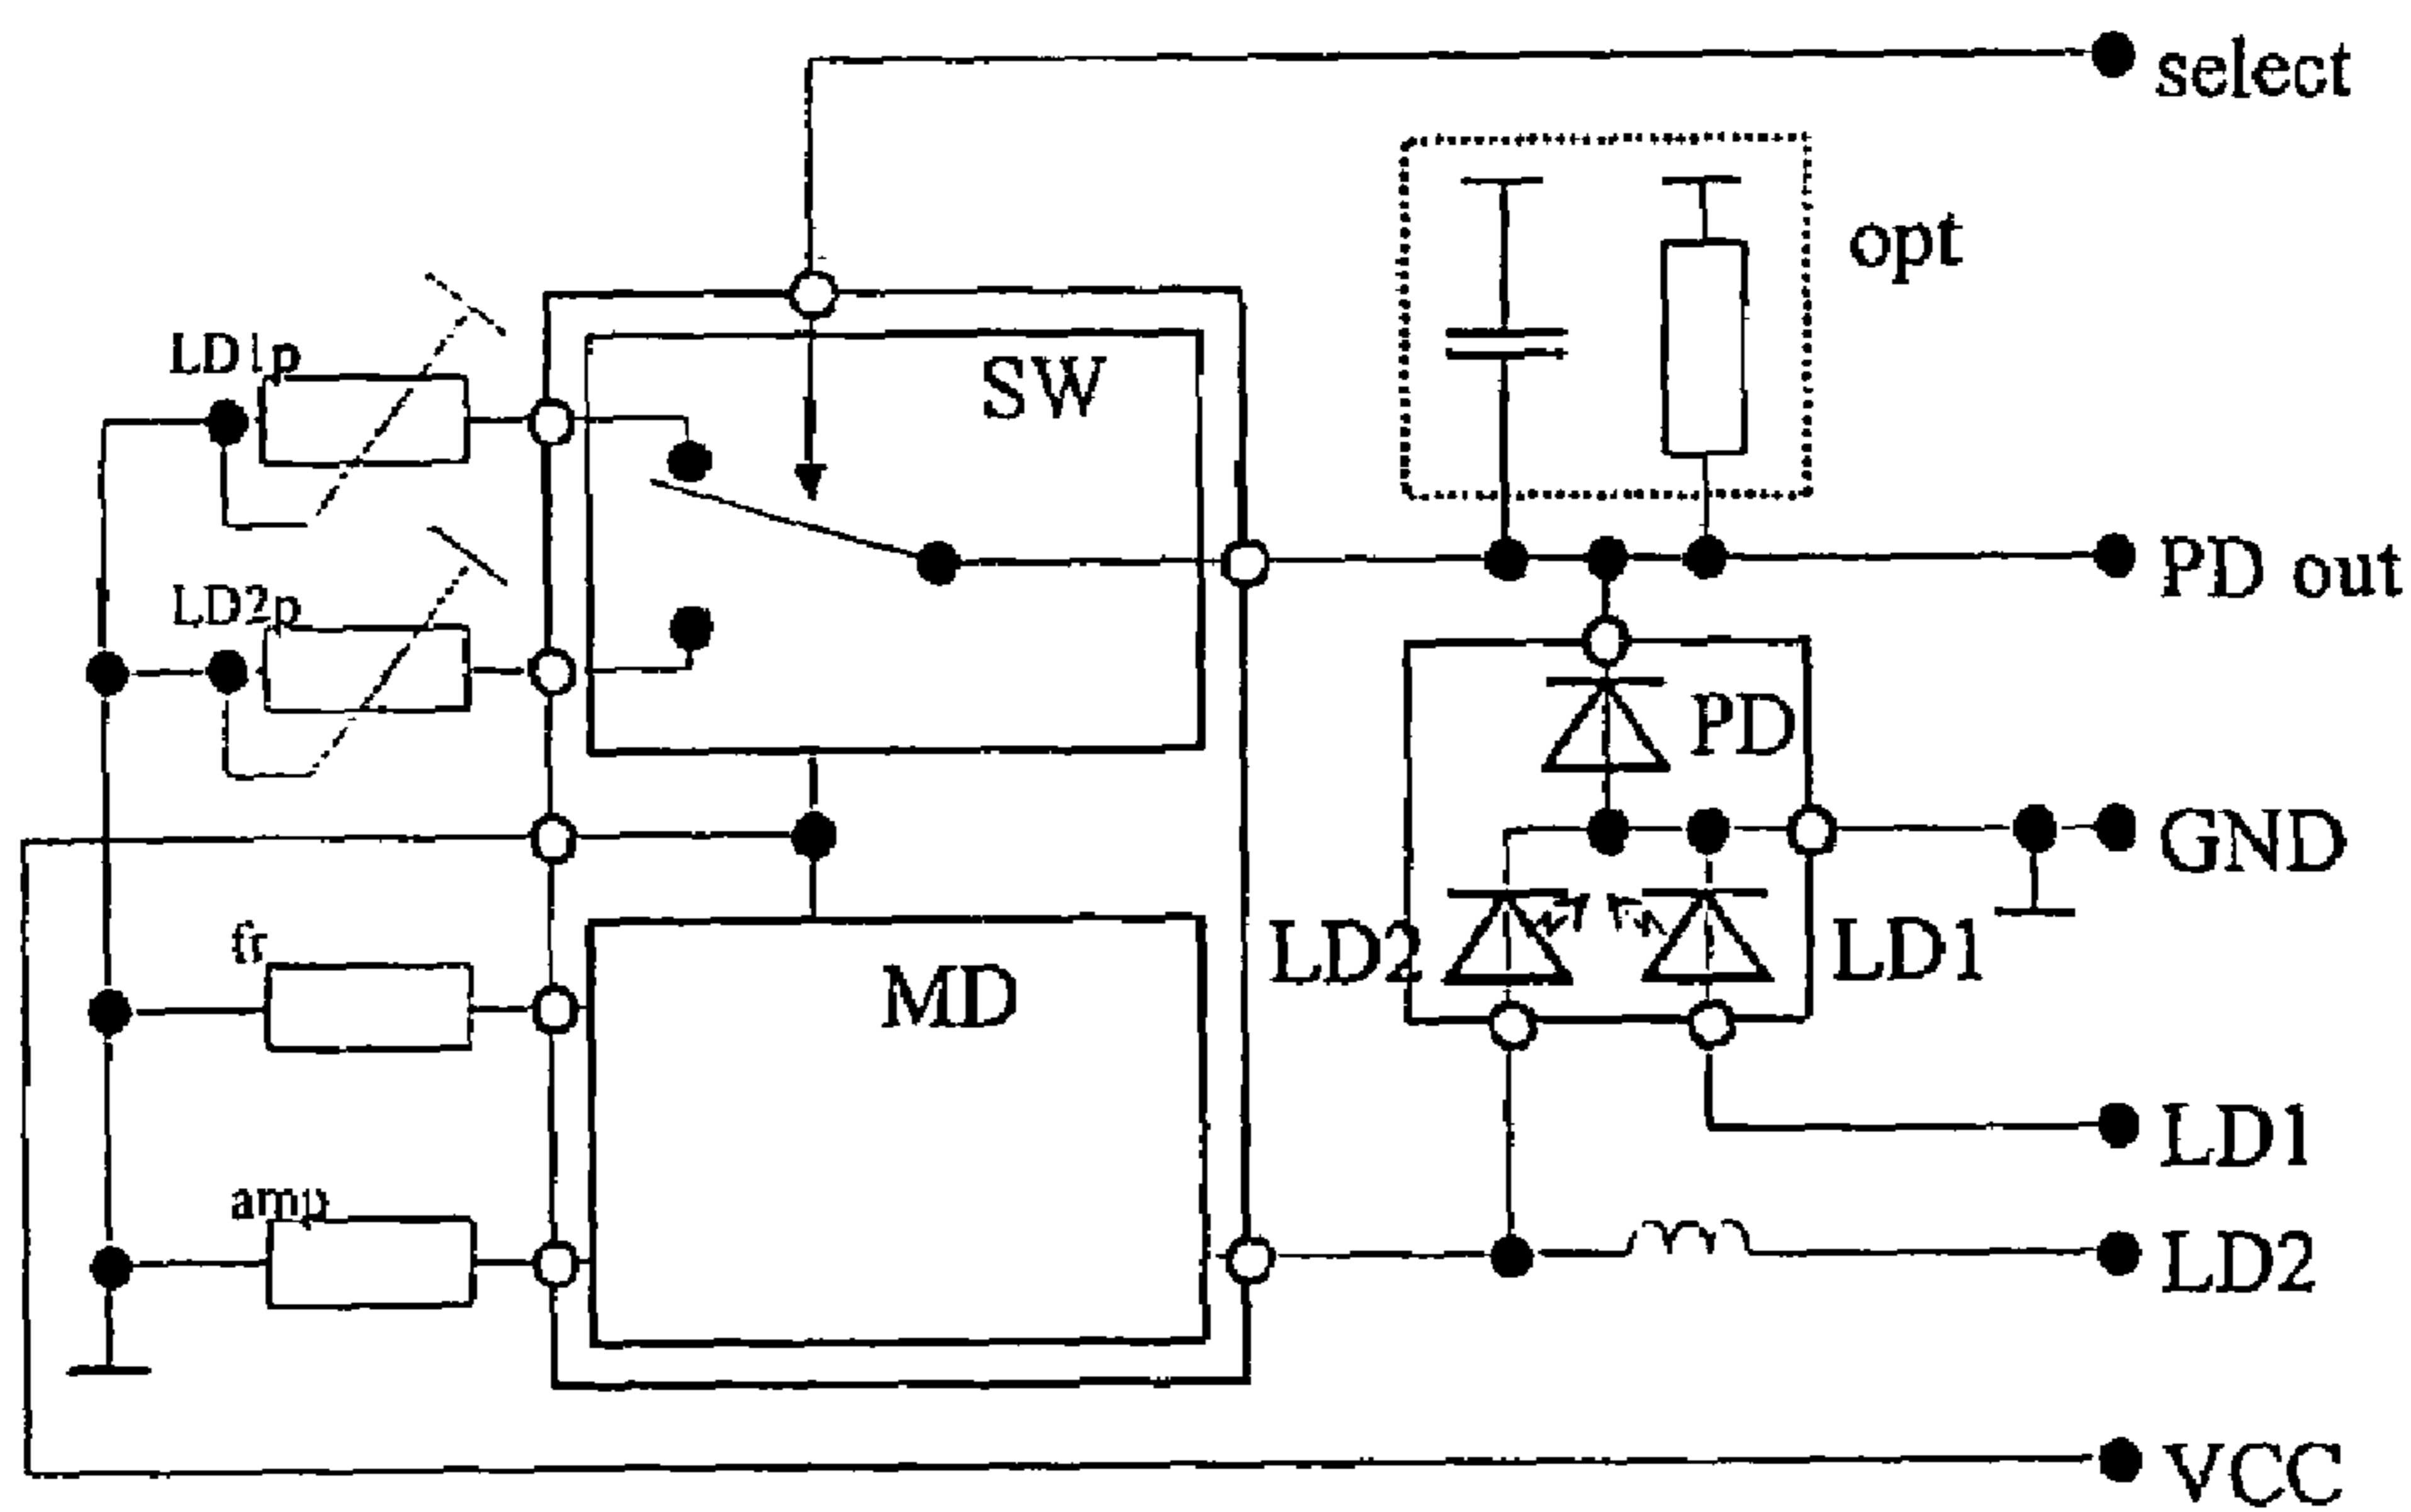 select
opt
LD1p
SW
PD out
LD2p
PD
GND
fr
MD
LD2
LD1
LD1
amp
LD2
VCC